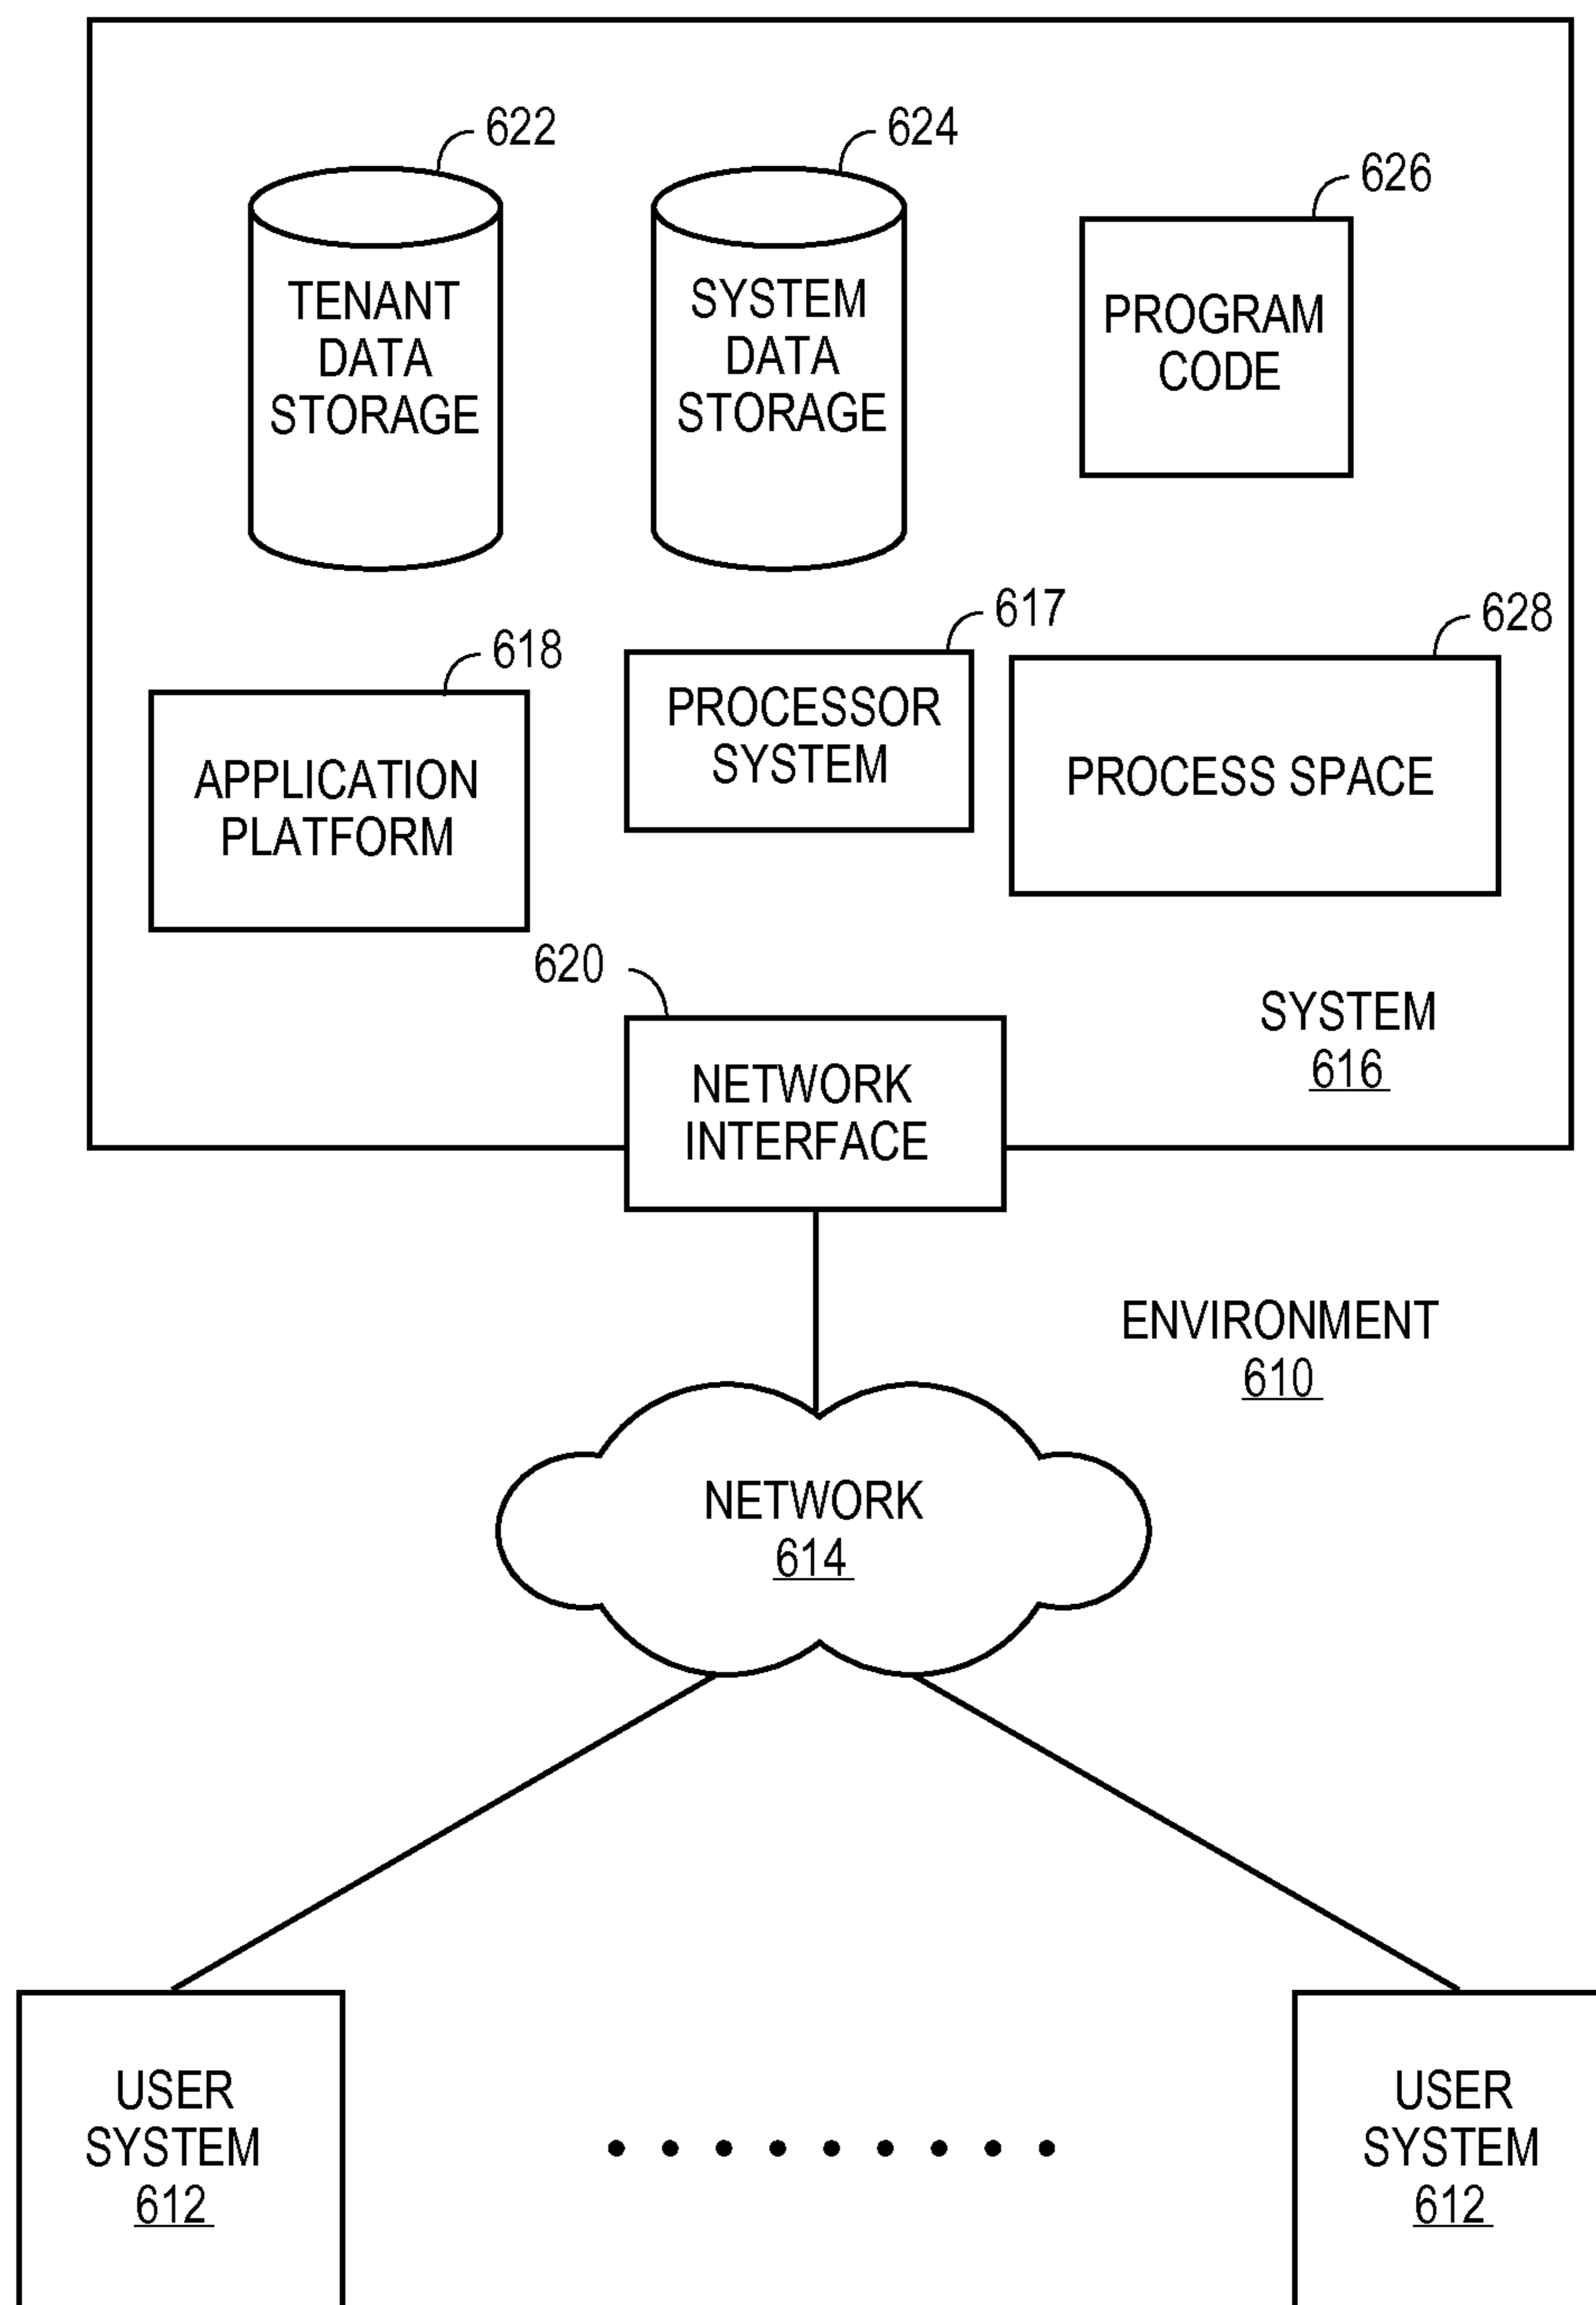 622
624
626
TENANT
DATA
STORAGE
SYSTEM
DATA
STORAGE
PROGRAM
CODE
618
617
628
APPLICATION
PLATFORM
PROCESSOR
SYSTEM
PROCESS SPACE
620
NETWORK
INTERFACE
SYSTEM
616
ENVIRONMENT
610
NETWORK
614
USER
SYSTEM
612
USER
SYSTEM
612